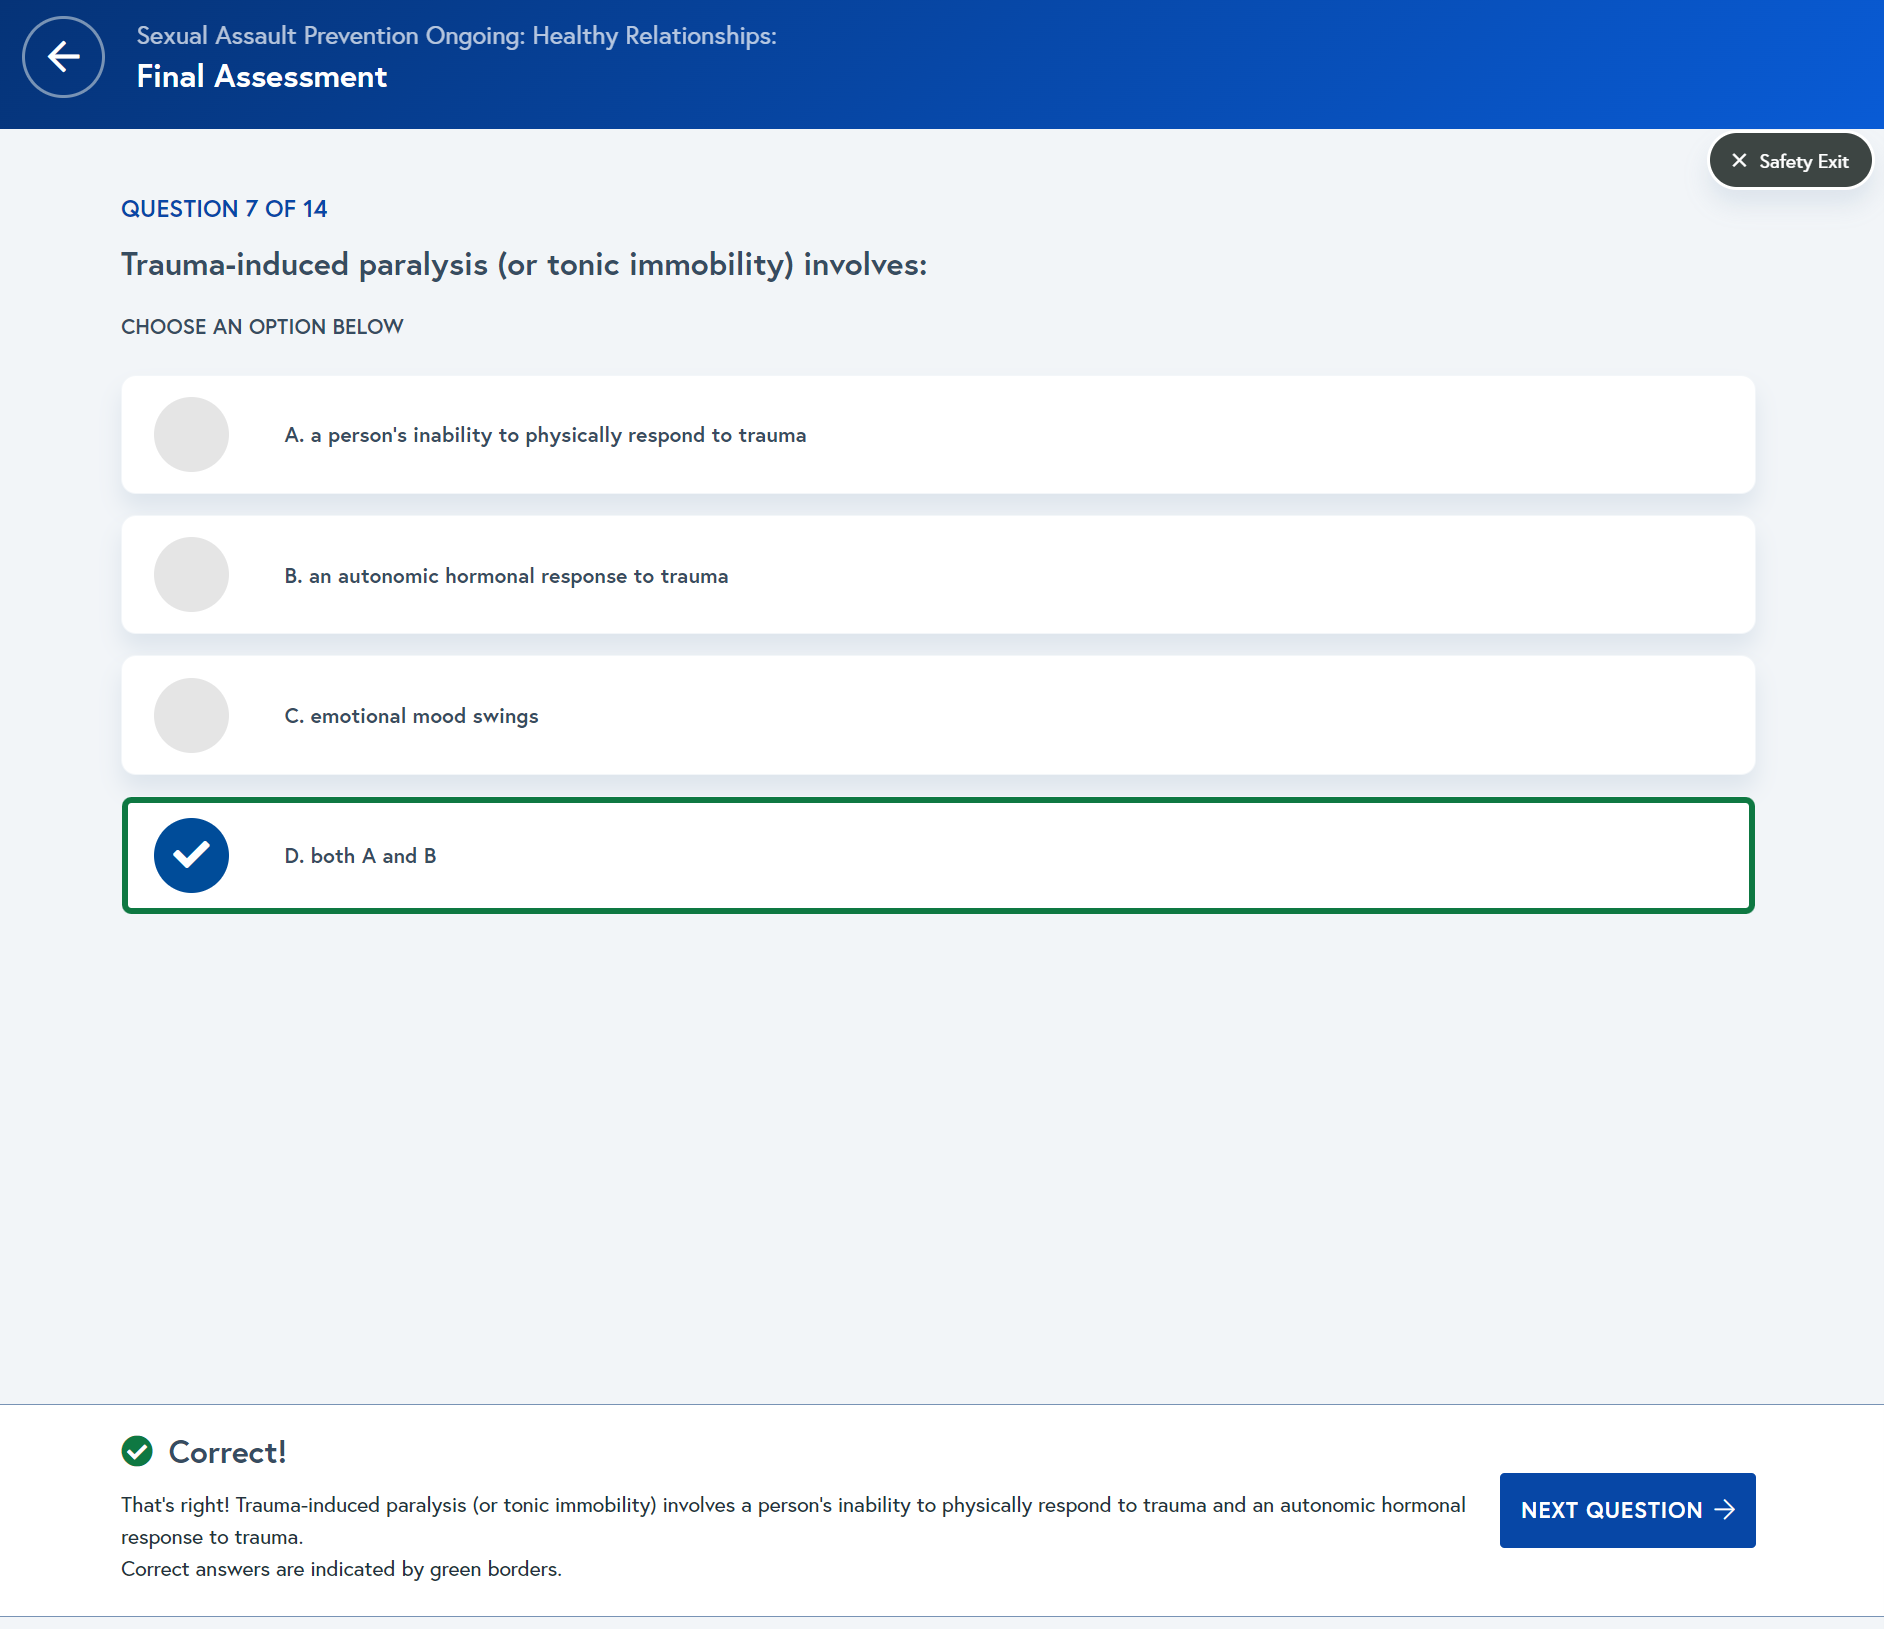 Sexual Assault Prevention Ongoing: Healthy Relationships:
Final Assessment
Safety Exit
QUESTION 7 OF 14
Trauma-induced paralysis (or tonic immobility) involves:
CHOOSE AN OPTION BELOW
A. a person's inability to physically respond to trauma
B. an autonomic hormonal response to trauma
C. emotional mood swings
D. both A and B
Correct!
That's right! Trauma-induced paralysis (or tonic immobility) involves a person's inability to physically respond to trauma and an autonomic hormonal
response to trauma.
Correct answers are indicated by green borders.
NEXT QUESTION